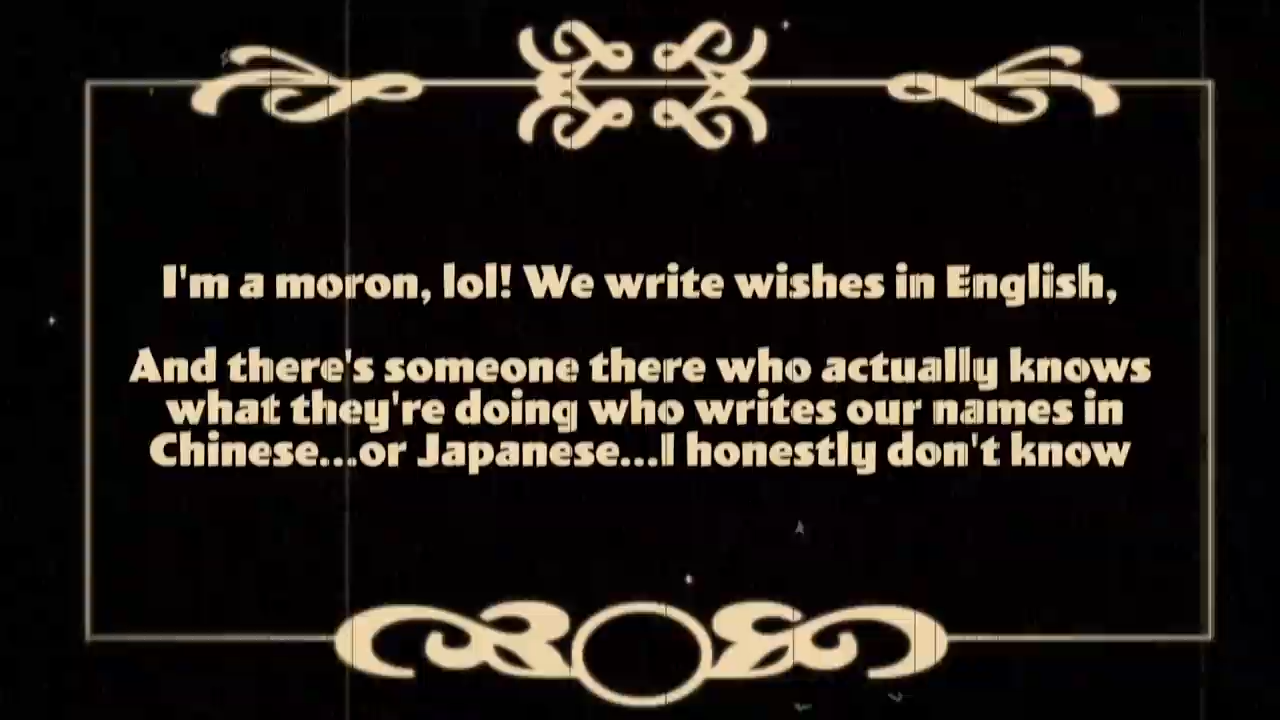 I'm a moron, lol! We write wishes in English,
And there's someone there who actually knows
what they're doing who writes our names in
Chinese...or Japanese...I honestly don't know